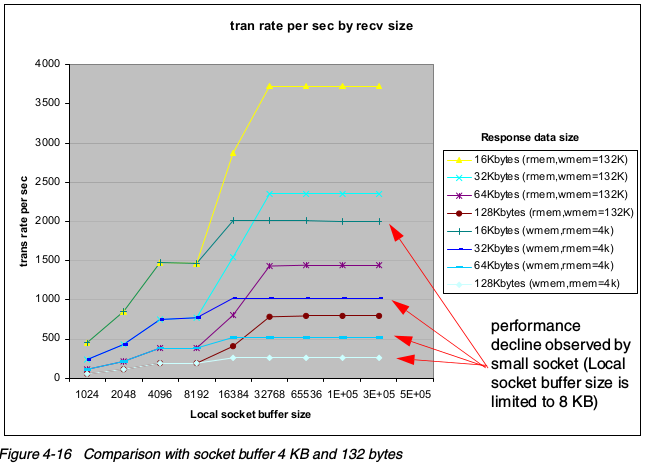 tran rate per sec by recv size
4000
3500
3000
2500
2000
1500
1000
500
0
trans rate per sec
1024 2048 4096 8192 16384 32768 65536 1E+05 3E+05 5E+05
Local socket buffer size
Response data size
16Kbytes (rmem,wmem=132K)
32Kbytes (rmem,wmem=132K)
64Kbytes (rmem,wmem=132K)
128Kbytes (rmem,wmem=132K)
16Kbytes (wmem,rmem=4k)
32Kbytes (wmem,rmem=4k)
64Kbytes (wmem,rmem=4k)
128Kbytes (wmem,rmem=4k)
performance
decline observed by
small socket (Local
socket buffer size is
limited to 8 KB)
Figure 4-16 Comparison with socket buffer 4 KB and 132 bytes